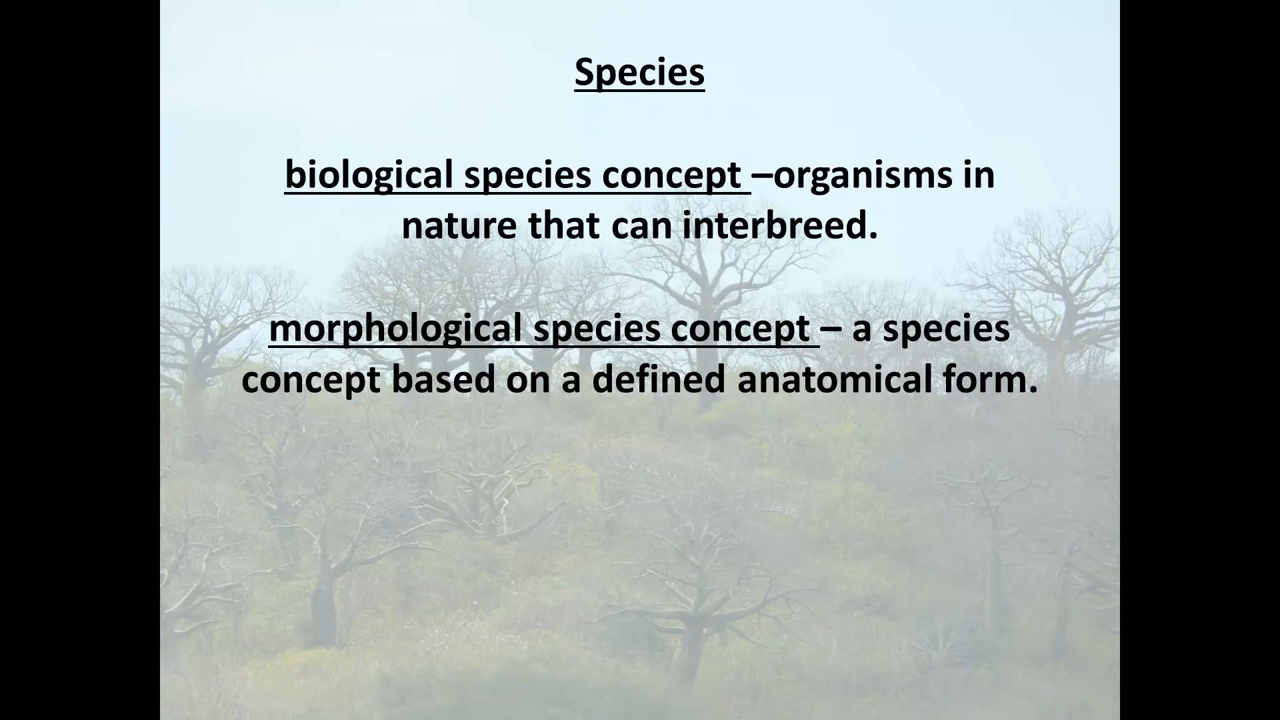 Species
biological species concept –organisms in
nature that can interbreed.
morphological species concept – a species
concept based on a defined anatomical form.